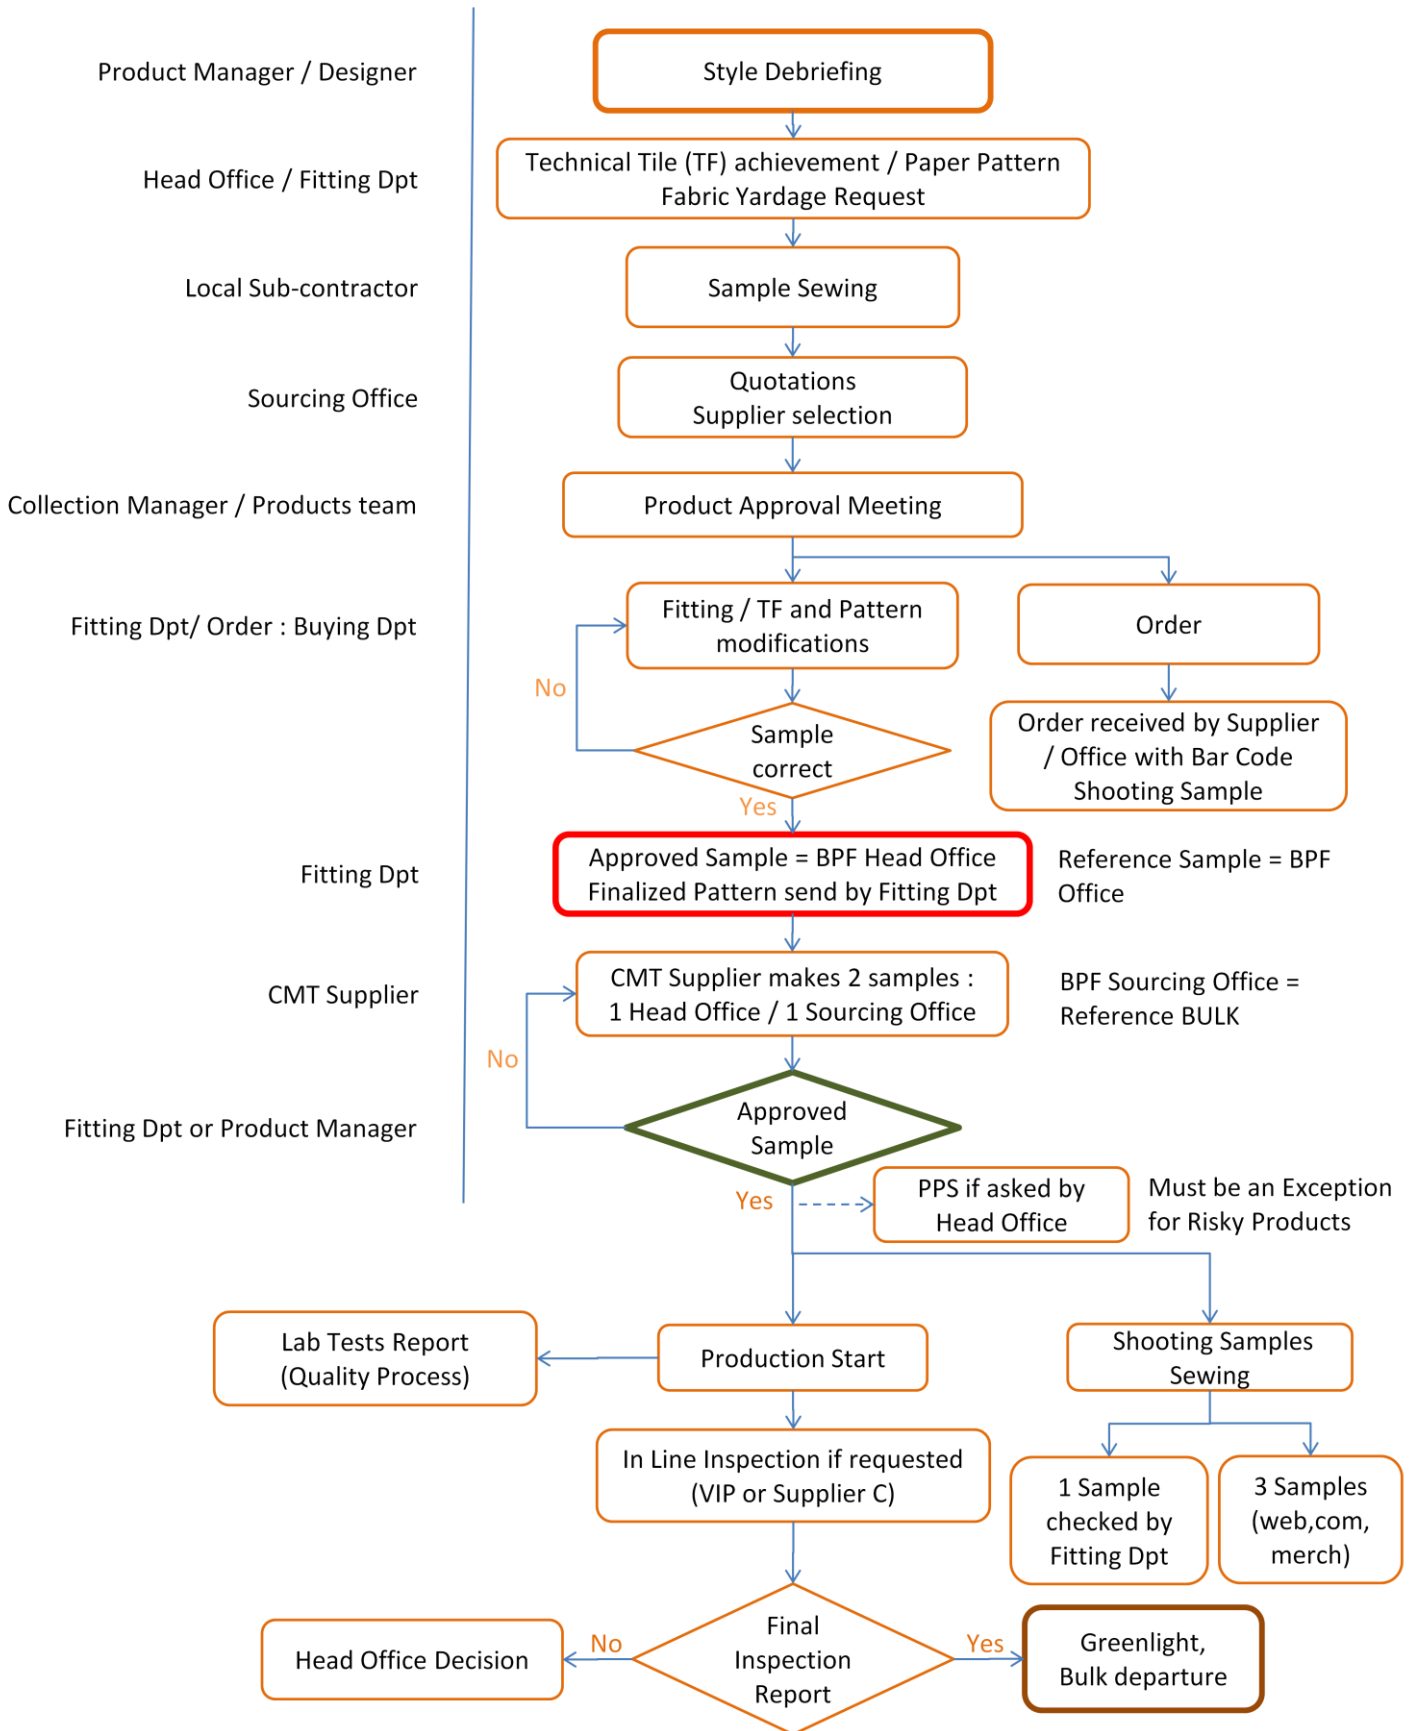 Product Manager / Designer
Style Debriefing
Head Office / Fitting Dpt
Technical Tile (TF) achievement / Paper Pattern
Fabric Yardage Request
Local Sub-contractor
Sample Sewing
Sourcing Office
Quotations
Supplier selection
Collection Manager / Products team
Product Approval Meeting
Fitting Dpt/ Order : Buying Dpt
Fitting / TF and Pattern
modifications
Order
No
Sample
correct
Order received by Supplier
/ Office with Bar Code
Shooting Sample
Yes
Fitting Dpt
Approved Sample = BPF Head Office
Finalized Pattern send by Fitting Dpt
Reference Sample = BPF
Office
CMT Supplier
CMT Supplier makes 2 samples :
1 Head Office / 1 Sourcing Office
BPF Sourcing Office =
Reference BULK
No
Fitting Dpt or Product Manager
Approved
Sample
Yes
PPS if asked by
Head Office
Must be an Exception
for Risky Products
Lab Tests Report
(Quality Process)
Production Start
Shooting Samples
Sewing
In Line Inspection if requested
(VIP or Supplier C)
1 Sample
checked by
Fitting Dpt
3 Samples
(web,com,
merch)
Head Office Decision
No
Final
Inspection
Report
Yes
Greenlight,
Bulk departure